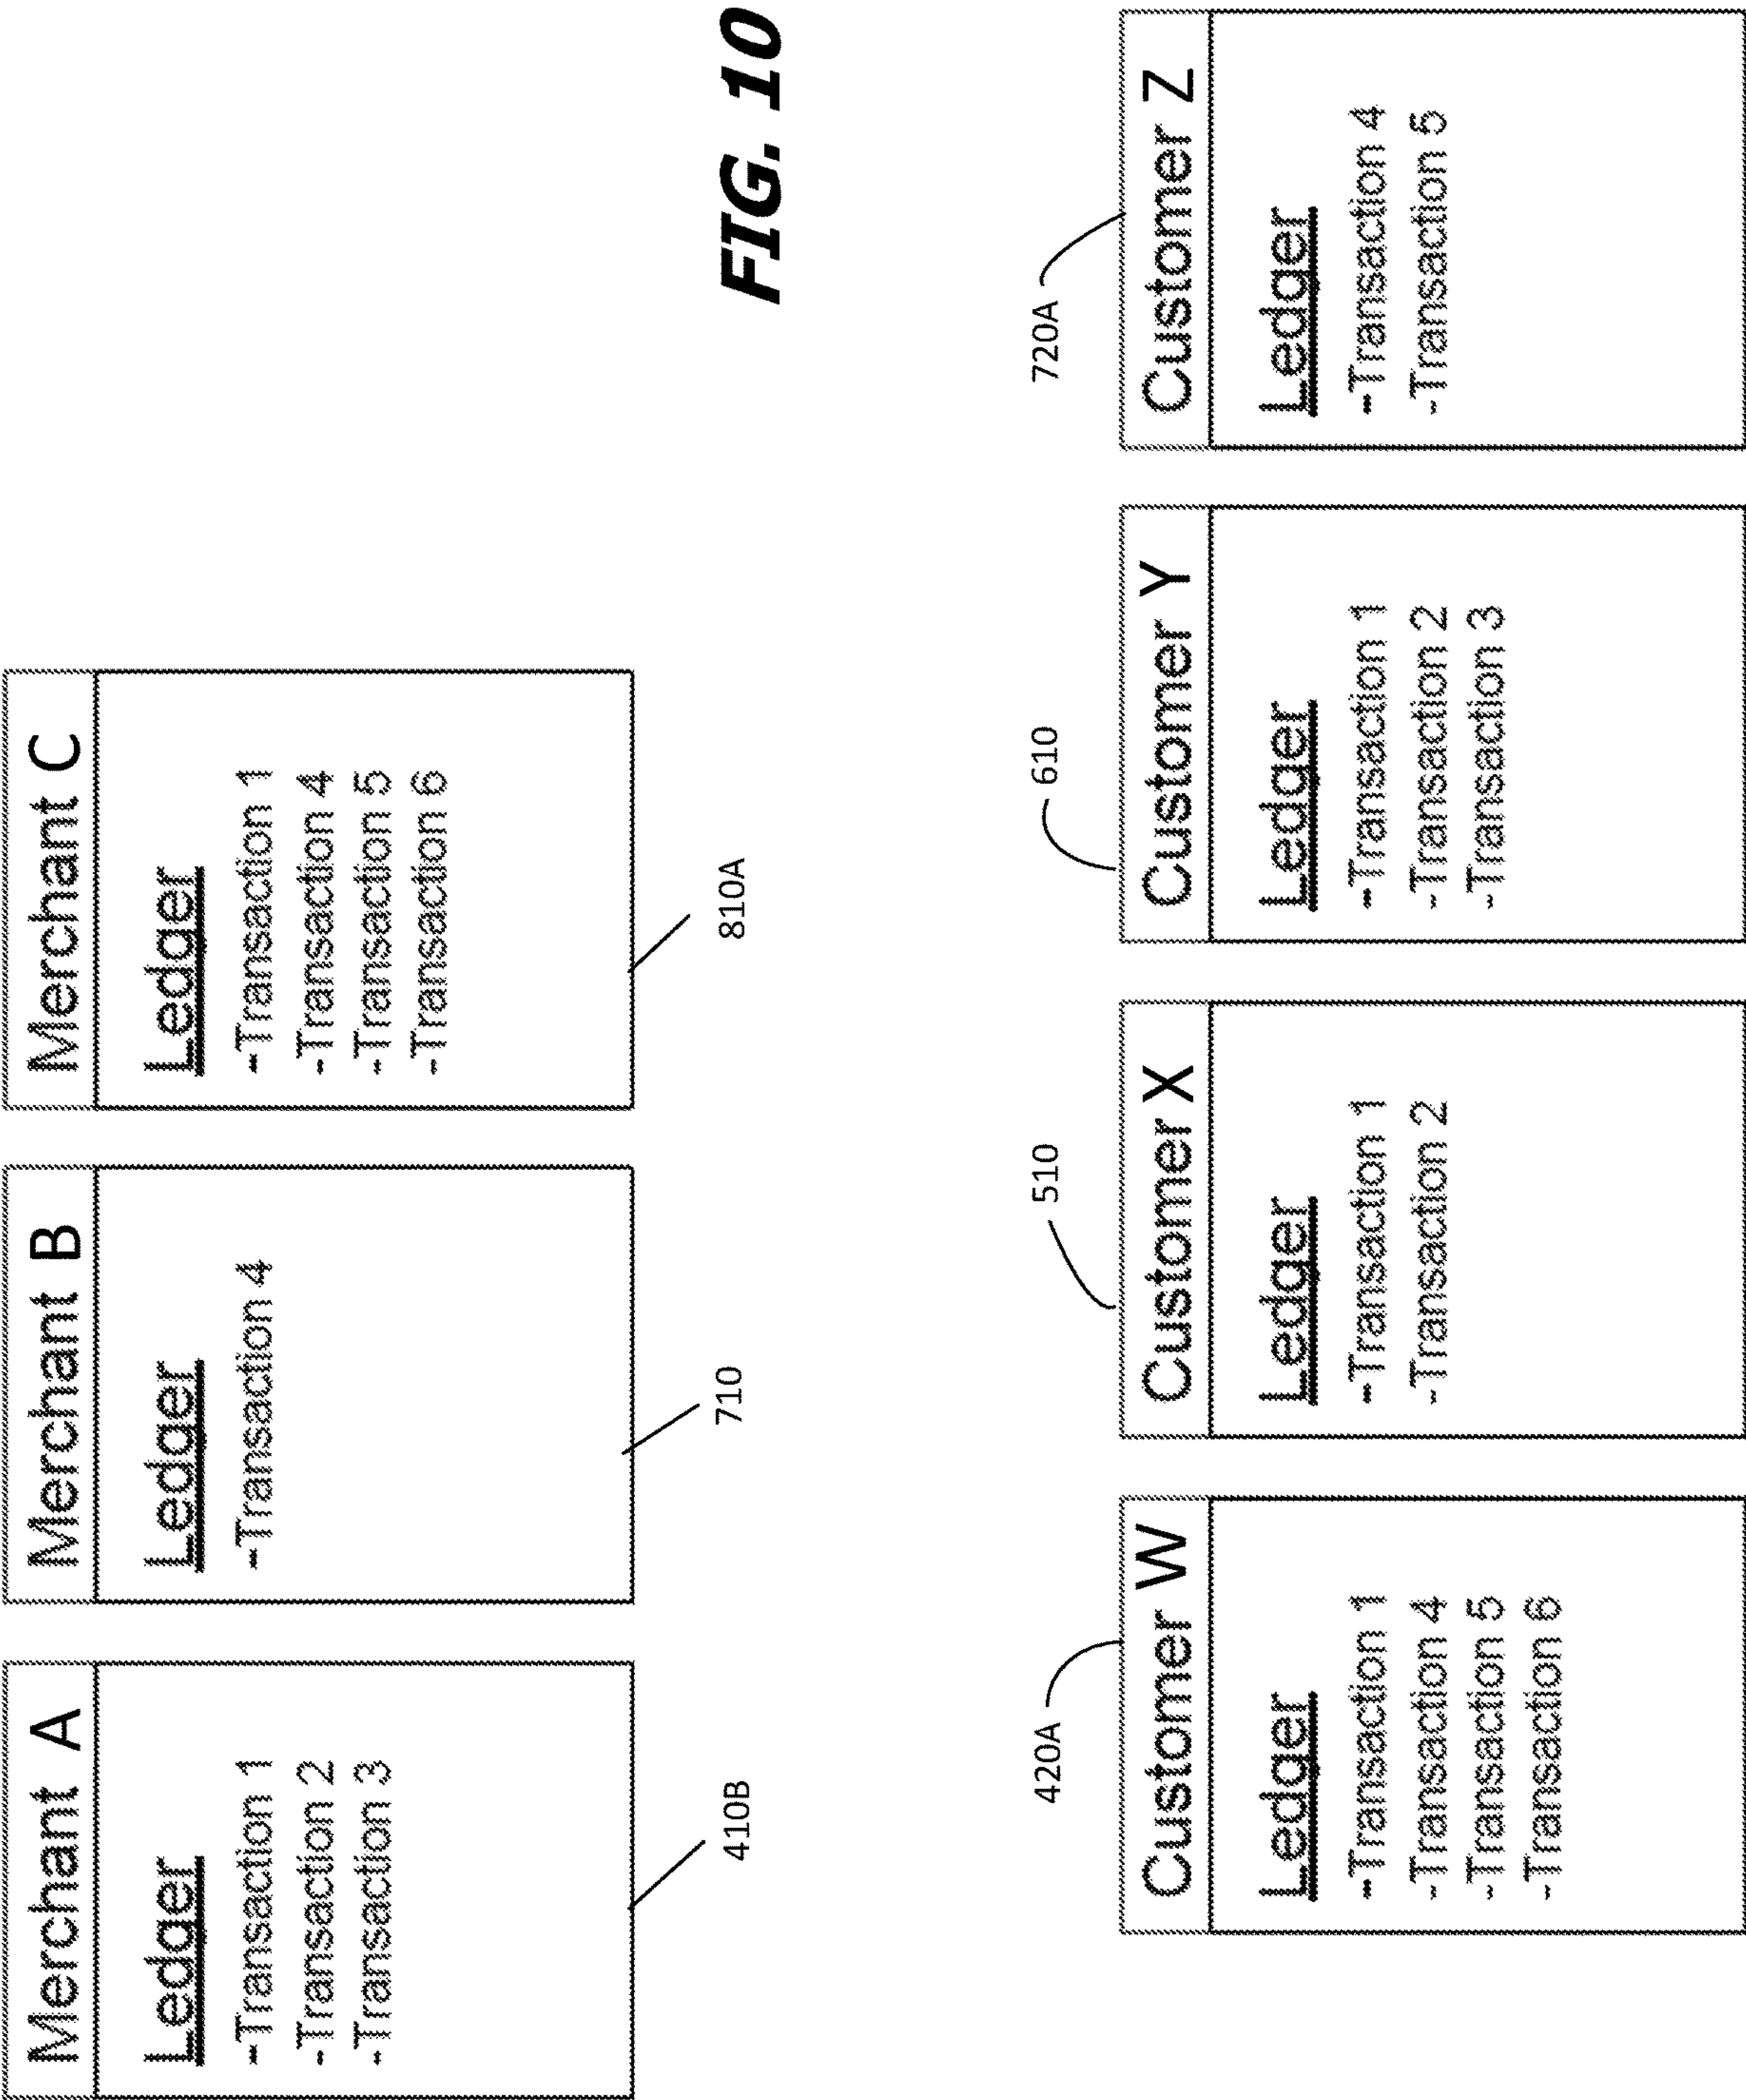 Merchant A
Ledger
-Transaction 1
-Transaction 2
-Transaction 3
410B
Merchant B
Ledger
-Transaction 4
710
Merchant C
Ledger
-Transaction 1
-Transaction 4
-Transaction 5
-Transaction 6
810A
FIG. 10
420A
Customer W
Ledger
-Transaction 1
-Transaction 4
-Transaction 5
-Transaction 6
510
Customer X
Ledger
-Transaction 1
-Transaction 2
610
Customer Y
Ledger
-Transaction 1
-Transaction 2
-Transaction 3
720A
Customer Z
Ledger
-Transaction 4
-Transaction 5